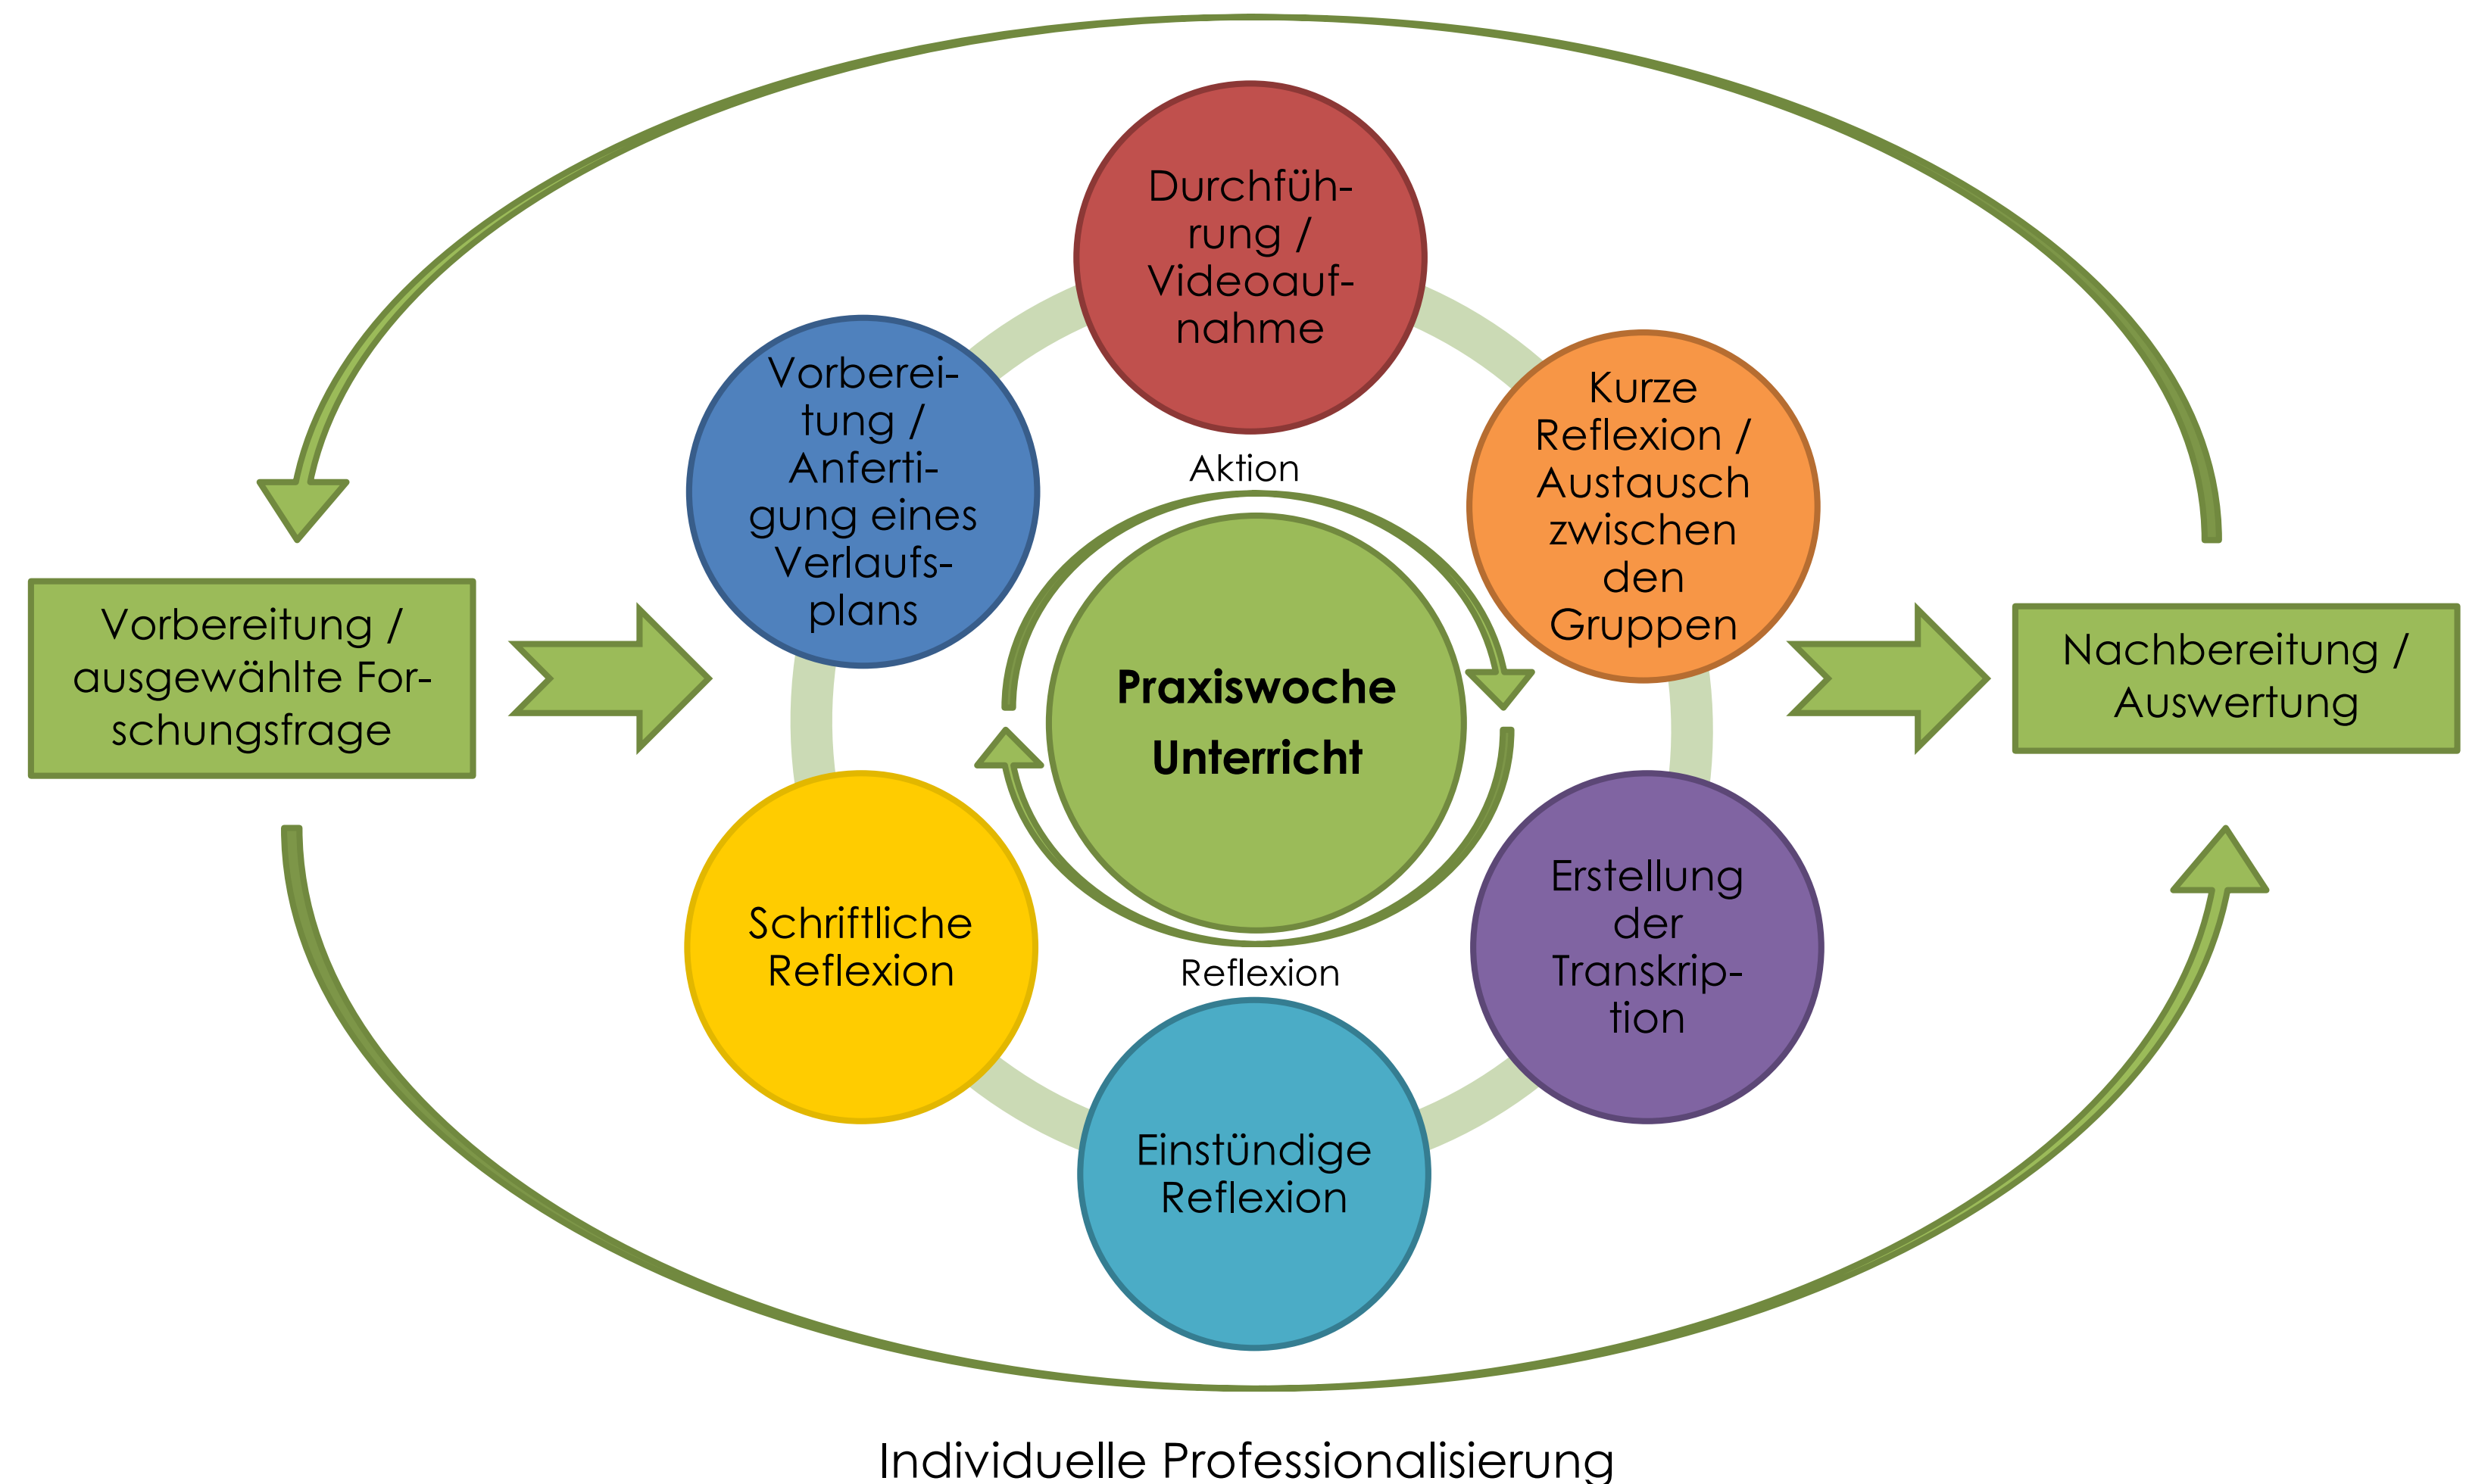 Durchfüh-
rung /
Videoauf-
nahme
Vorberei-
tung /
Anferti-
gung eines
Verlaufs-
plans
Kurze
Reflexion /
Austausch
zwischen
den
Gruppen
Aktion
Vorbereitung /
ausgewählte For-
schungsfrage
Praxiswoche
Unterricht
Nachbereitung /
Auswertung
Schriftliche
Reflexion
Erstellung
der
Transkrip-
tion
Reflexion
Einstündige
Reflexion
Individuelle Professionalisierung